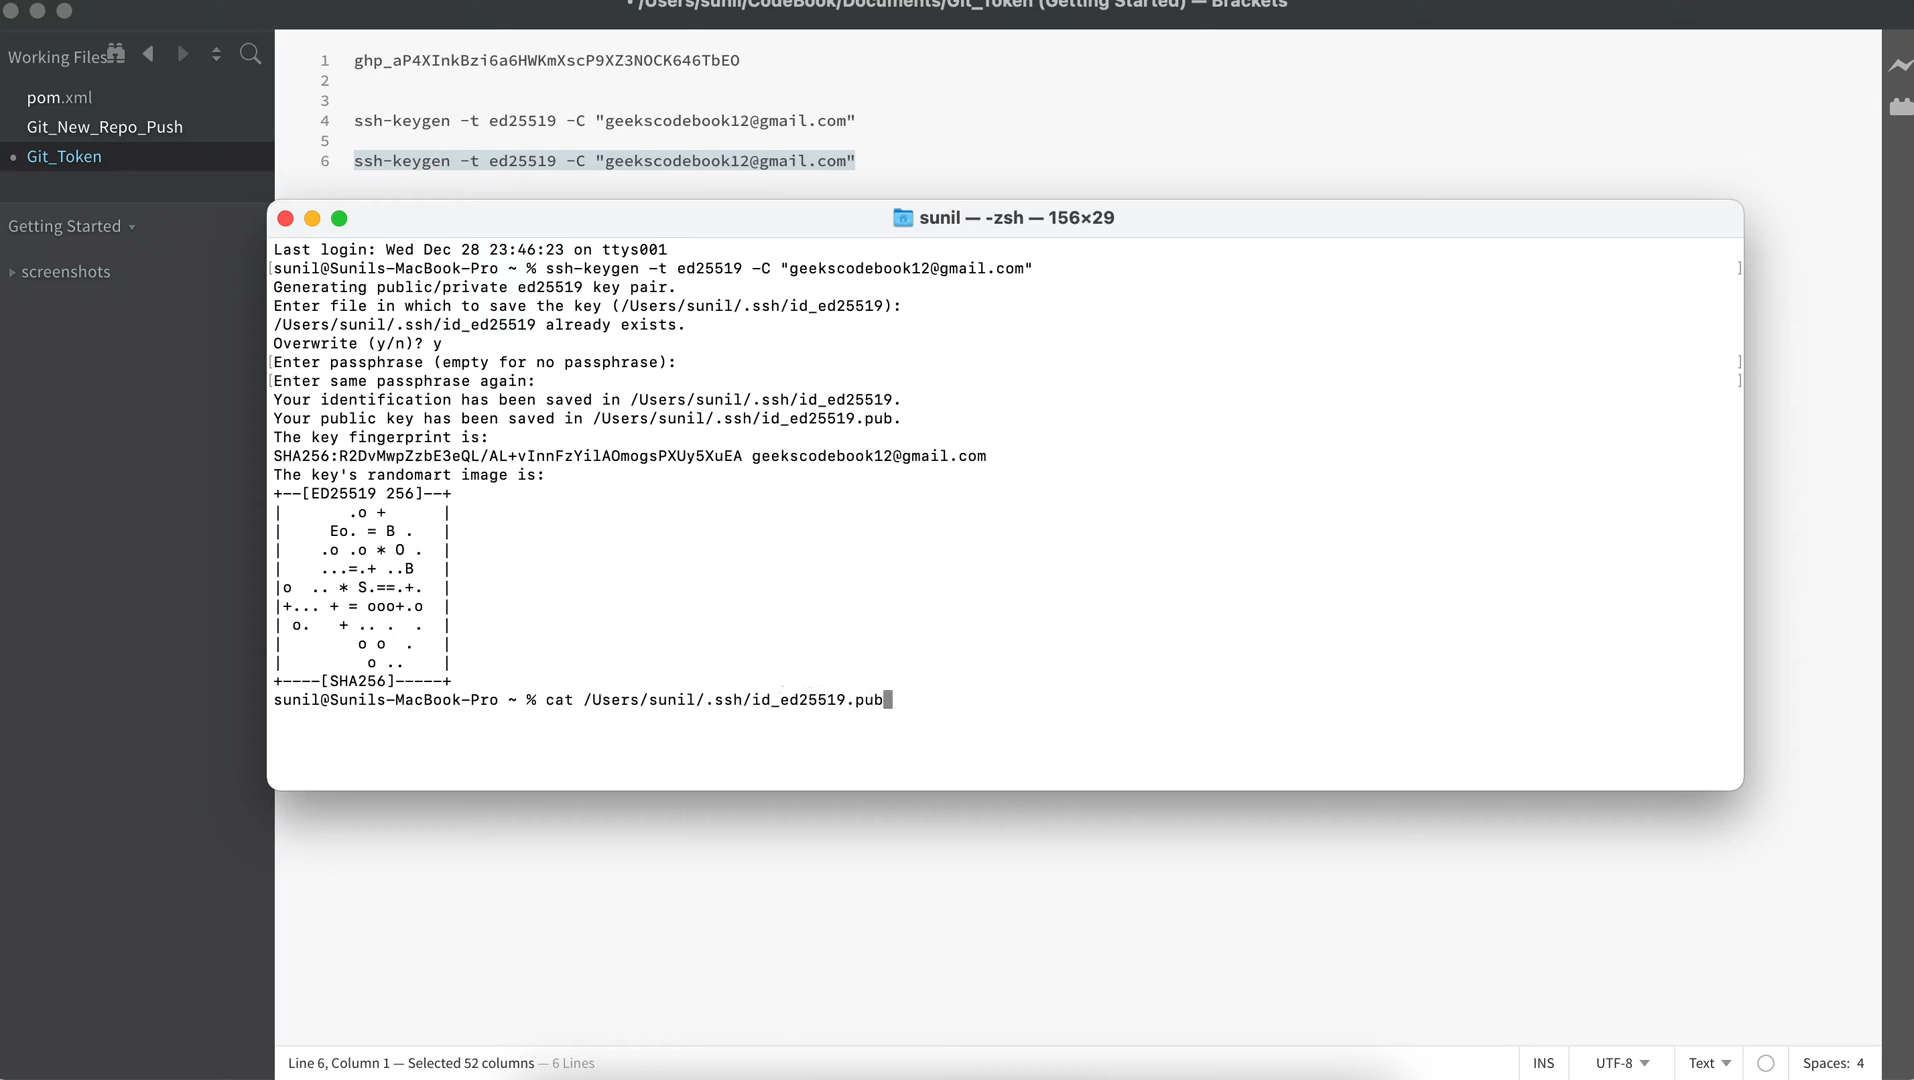 • /Users/sunil/CodeBook/Documents/Git_Token (Getting Started) — Brackets
Working Files
pom.xml
Git_New_Repo_Push
• Git_Token
Getting Started
screenshots
1 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
2
3
4 ssh-keygen -t ed25519 -C "geekscodebook12@gmail.com"
5
6 ssh-keygen -t ed25519 -C "geekscodebook12@gmail.com"
sunil — -zsh — 156×29
Last login: Wed Dec 28 23:46:23 on ttys001
[sunil@Sunils-MacBook-Pro ~ % ssh-keygen -t ed25519 -C "geekscodebook12@gmail.com" ]
Generating public/private ed25519 key pair.
Enter file in which to save the key (/Users/sunil/.ssh/id_ed25519):
/Users/sunil/.ssh/id_ed25519 already exists.
Overwrite (y/n)? y
[Enter passphrase (empty for no passphrase): ]
[Enter same passphrase again: ]
Your identification has been saved in /Users/sunil/.ssh/id_ed25519.
Your public key has been saved in /Users/sunil/.ssh/id_ed25519.pub.
The key fingerprint is:
SHA256:R2DvMwpZzbE3eQL/AL+vInnFzYilAOmogsPXUy5XuEA geekscodebook12@gmail.com
The key's randomart image is:
+--[ED25519 256]--+
|       .o +      |
|     Eo. = B .   |
|    .o .o * O .  |
|    ...=.+ ..B   |
|o  .. * S.==.+.  |
|+... + = ooo+.o  |
| o.   + .. .  .  |
|        o o  .   |
|         o ..    |
+----[SHA256]-----+
sunil@Sunils-MacBook-Pro ~ % cat /Users/sunil/.ssh/id_ed25519.pub
Line 6, Column 1 — Selected 52 columns — 6 Lines
INS
UTF-8
Text
Spaces: 4